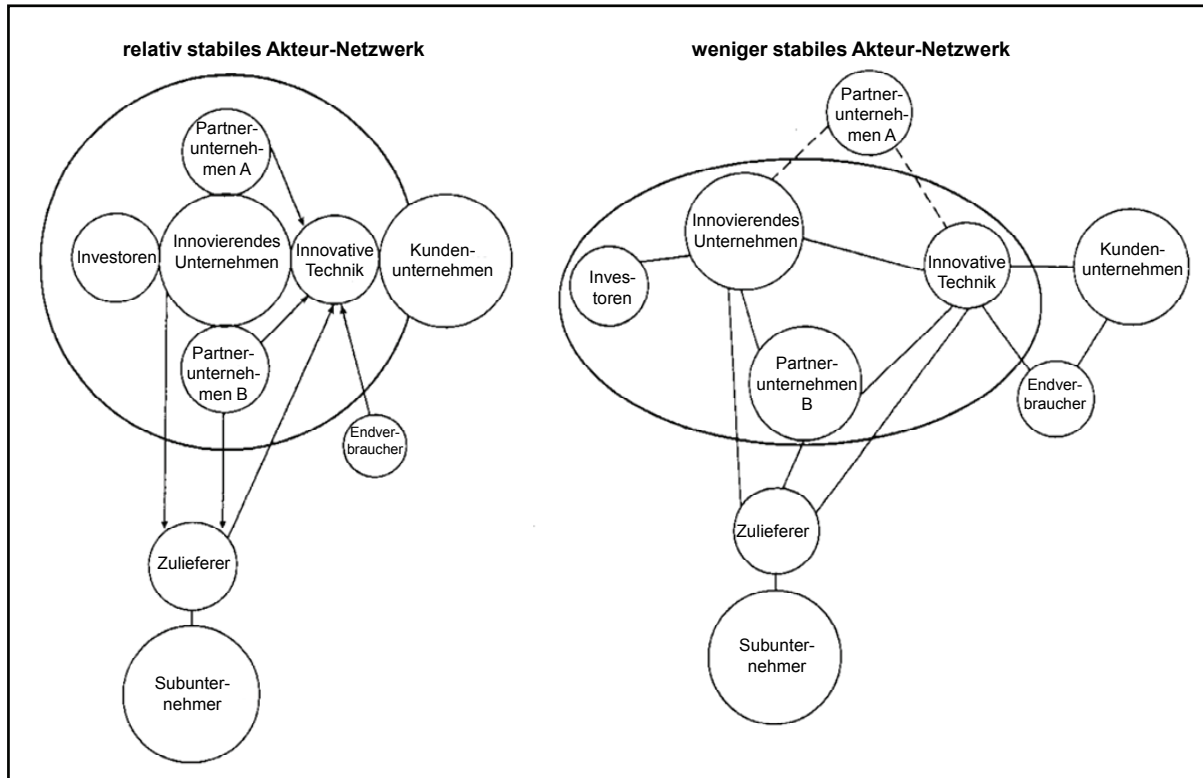 relativ stabiles Akteur-Netzwerk
Partner-
unterneh-
men A
Investoren
Innovierendes
Unternehmen
Innovative
Technik
Kunden-
unternehmen
Partner-
unterneh-
men B
Endver-
braucher
Zulieferer
Subunter-
nehmer
weniger stabiles Akteur-Netzwerk
Partner-
unterneh-
men A
Innovierendes
Unternehmen
Inves-
toren
Innovative
Technik
Kunden-
unternehmen
Partner-
unternehmen
B
Endver-
braucher
Zulieferer
Subunter-
nehmer